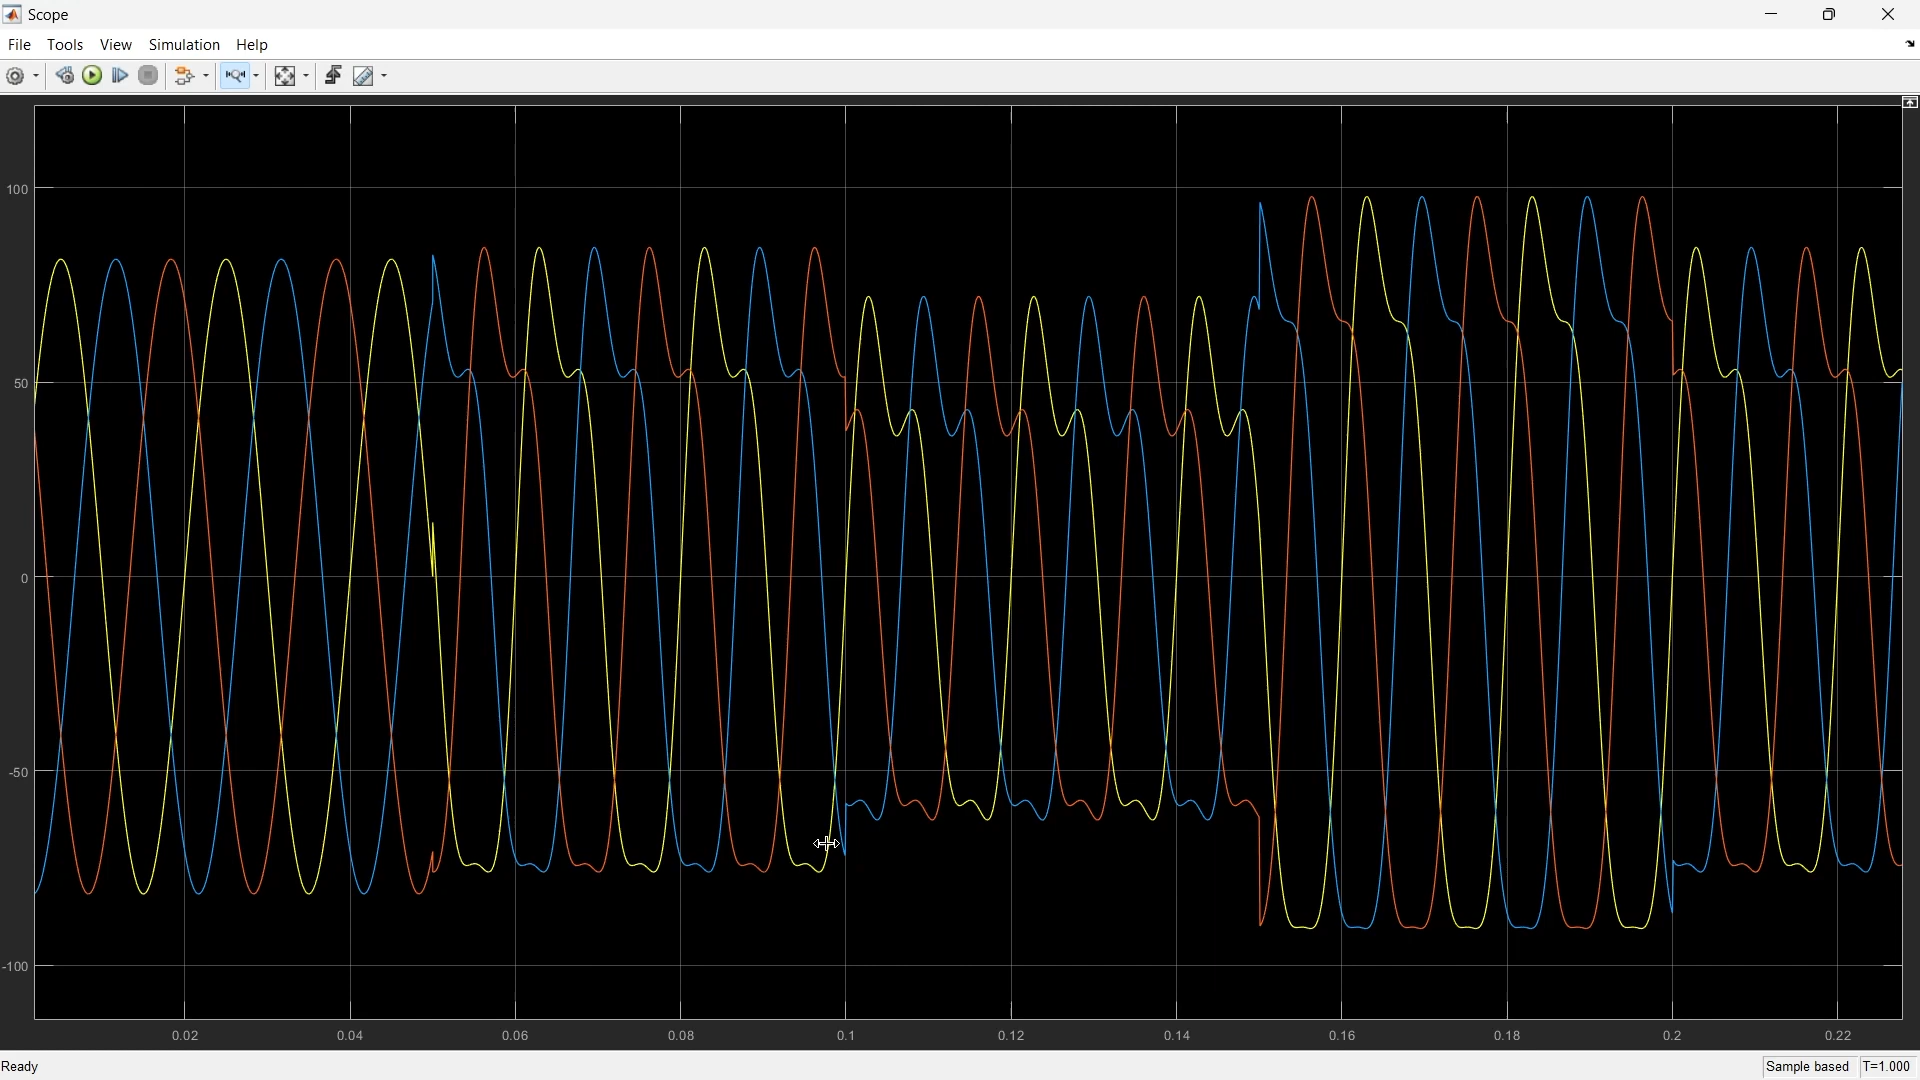 Scope
File Tools View Simulation Help
100
50
0
-50
-100
0.02 0.04 0.06 0.08 0.1 0.12 0.14 0.16 0.18 0.2 0.22
Ready Sample based T=1.000